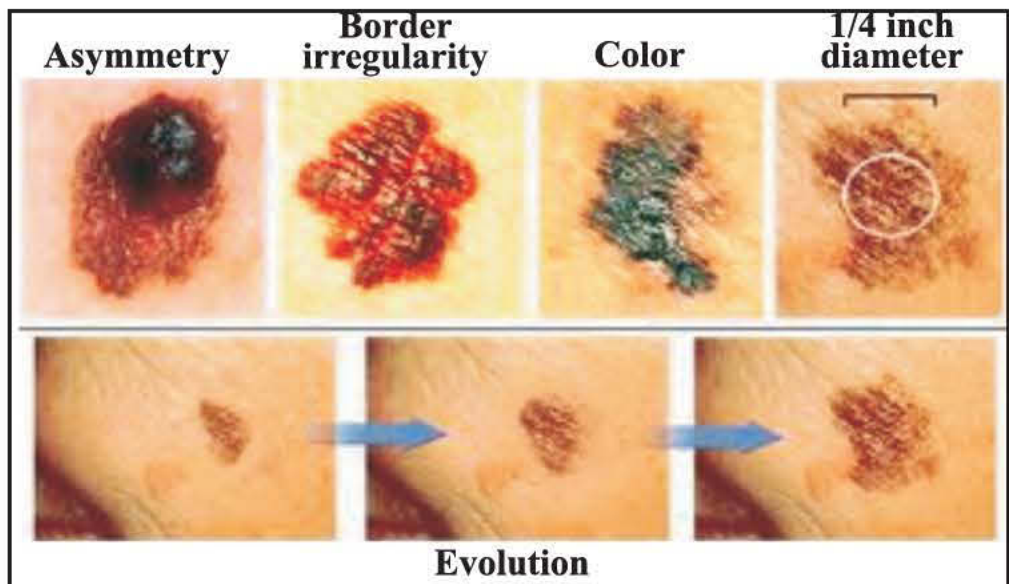 Asymmetry
Border
irregularity
Color
1/4 inch
diameter
Evolution